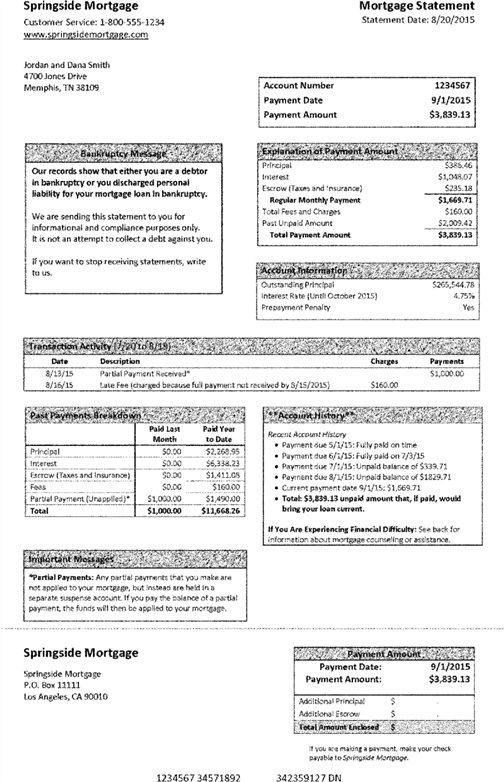 Springside Mortgage
Customer Service: 1-800-555-1234
www.springsidemortgage.com
Mortgage Statement
Statement Date: 8/20/2015
Jordan and Dana Smith
4700 Jones Drive
Memphis, TN 38109
Account Number 1234567
Payment Date 9/1/2015
Payment Amount $3,839.13
Bankruptcy Message
Our records show that either you are a debtor
in bankruptcy or you discharged personal
liability for your mortgage loan in bankruptcy.
We are sending this statement to you for
informational and compliance purposes only.
It is not an attempt to collect a debt against you.
If you want to stop receiving statements, write
to us.
Explanation of Payment Amount
Principal $386.46
Interest $1,048.07
Escrow (Taxes and Insurance) $235.18
Regular Monthly Payment $1,669.71
Total Fees and Charges $160.00
Past Unpaid Amount $2,009.42
Total Payment Amount $3,839.13
Account Information
Outstanding Principal $265,544.78
Interest Rate (Until October 2015) 4.75%
Prepayment Penalty Yes
Transaction Activity (7/20 to 8/19)
Date Description Charges Payments
8/13/15 Partial Payment Received* $1,000.00
8/16/15 Late Fee (charged because full payment not received by 8/15/2015) $160.00
Past Payments Breakdown
Paid Last Month Paid Year to Date
Principal $0.00 $2,268.95
Interest $0.00 $6,338.23
Escrow (Taxes and Insurance) $0.00 $1,411.08
Fees $0.00 $160.00
Partial Payment (Unapplied)* $1,000.00 $1,490.00
Total $1,000.00 $11,668.26
**Account History**
Recent Account History
• Payment due 5/1/15: Fully paid on time
• Payment due 6/1/15: Fully paid on 7/3/15
• Payment due 7/1/15: Unpaid balance of $339.71
• Payment due 8/1/15: Unpaid balance of $1829.71
• Current payment due 9/1/15: $1,669.71
• Total: $3,839.13 unpaid amount that, if paid, would
bring your loan current.
If You Are Experiencing Financial Difficulty: See back for
information about mortgage counseling or assistance.
Important Messages
*Partial Payments: Any partial payments that you make are
not applied to your mortgage, but instead are held in a
separate suspense account. If you pay the balance of a partial
payment, the funds will then be applied to your mortgage.
Springside Mortgage
Springside Mortgage
P.O. Box 11111
Los Angeles, CA 90010
Payment Amount
Payment Date: 9/1/2015
Payment Amount: $3,839.13
Additional Principal $ .
Additional Escrow $ .
Total Amount Enclosed $ .
If you are making a payment, make your check
payable to Springside Mortgage.
1234567 34571892 342359127 DN